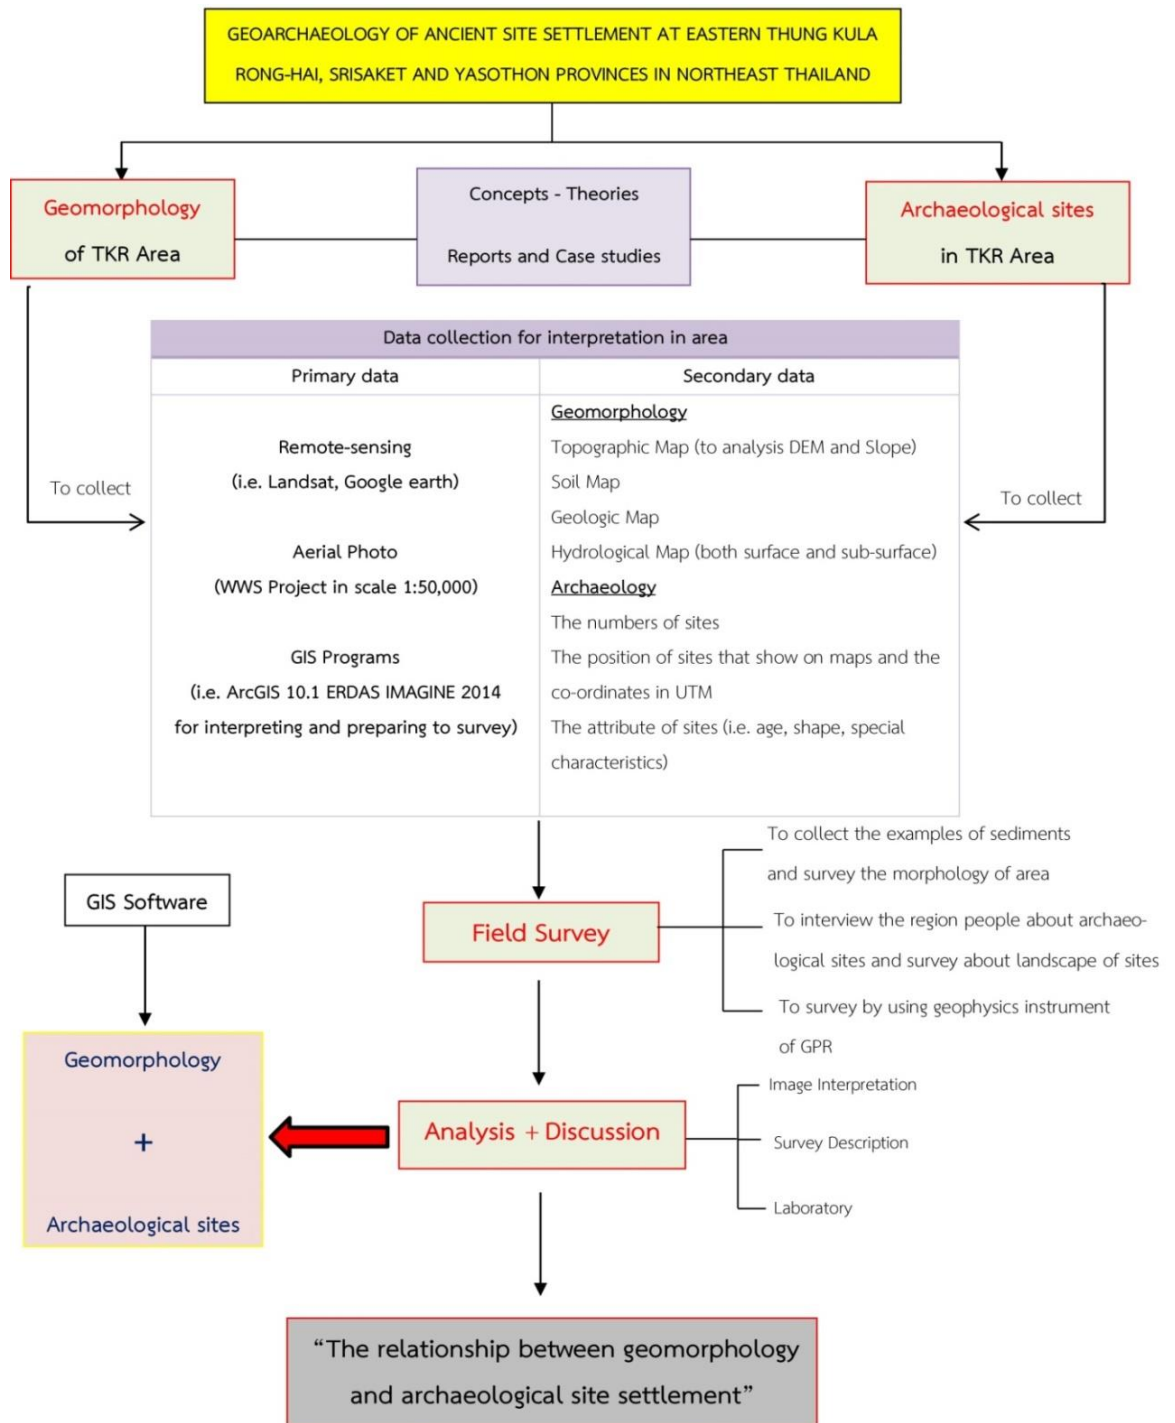 GEOARCHAEOLOGY OF ANCIENT SITE SETTLEMENT AT EASTERN THUNG KULA
RONG-HAI, SRISAKET AND YASOTHON PROVINCES IN NORTHEAST THAILAND
Geomorphology
of TKR Area
Concepts - Theories
Reports and Case studies
Archaeological sites
in TKR Area
Data collection for interpretation in area
Primary data
Secondary data
To collect
Remote-sensing
(i.e. Landsat, Google earth)
Aerial Photo
(WWS Project in scale 1:50,000)
GIS Programs
(i.e. ArcGIS 10.1 ERDAS IMAGINE 2014
for interpreting and preparing to survey)
Geomorphology
Topographic Map (to analysis DEM and Slope)
Soil Map
Geologic Map
Hydrological Map (both surface and sub-surface)
Archaeology
The numbers of sites
The position of sites that show on maps and the
co-ordinates in UTM
The attribute of sites (i.e. age, shape, special
characteristics)
To collect
Field Survey
To collect the examples of sediments
and survey the morphology of area
To interview the region people about archaeo-
logical sites and survey about landscape of sites
To survey by using geophysics instrument
of GPR
GIS Software
Geomorphology
+
Archaeological sites
Analysis + Discussion
Image Interpretation
Survey Description
Laboratory
“The relationship between geomorphology
and archaeological site settlement”